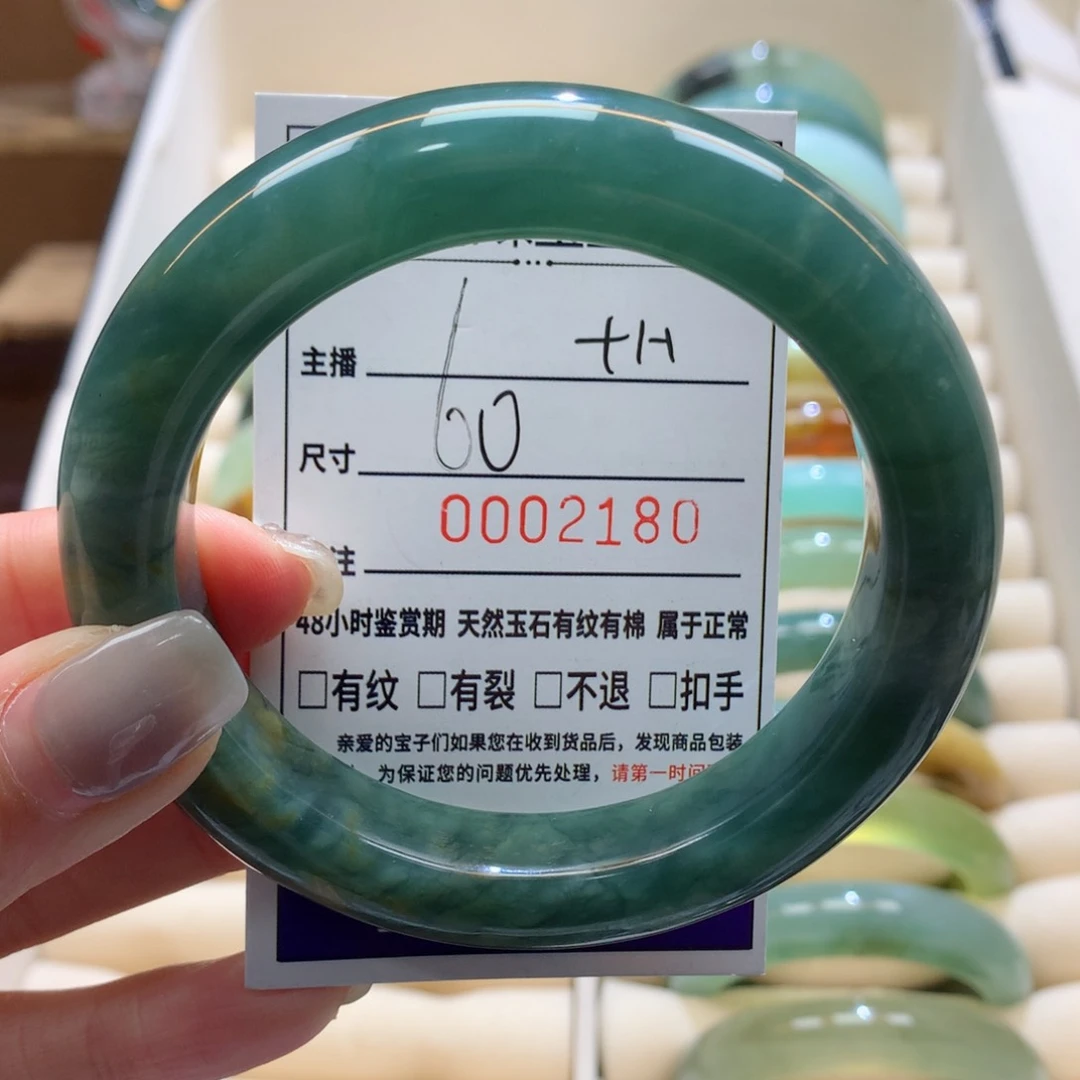 主播
尺寸 60
0002180
注
48小时鉴赏期 天然玉石有纹有棉 属于正常
□有纹 □有裂 □不退 □扣手
亲爱的宝子们如果您在收到货品后，发现商品包装
为保证您的问题优先处理，请第一时间